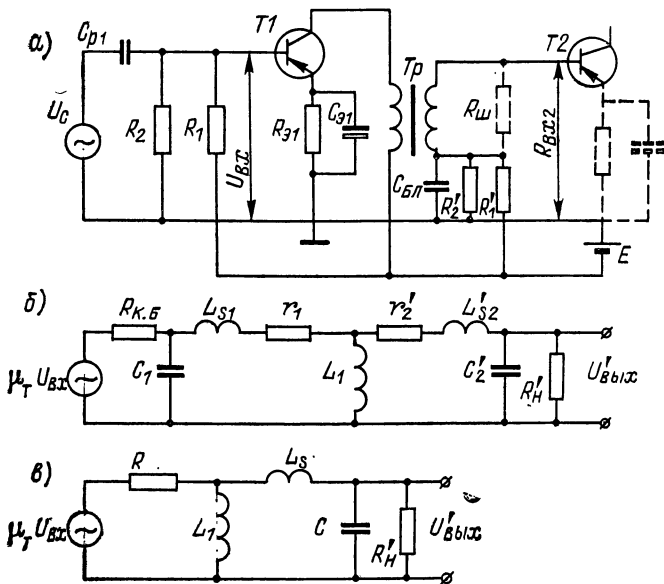 а)
Cр1
T1
T2
Ũc
R2
R1
Uвх
Rэ1
Cэ1
Tр
Rш
Rвх2
Cбл
R2'
R1'
E
б)
Rк.б
Ls1
r1
r2'
L's2
μт Uвх
C1
L1
C2'
Rн'
U'вых
в)
R
Ls
μт Uвх
L1
C
Rн'
U'вых